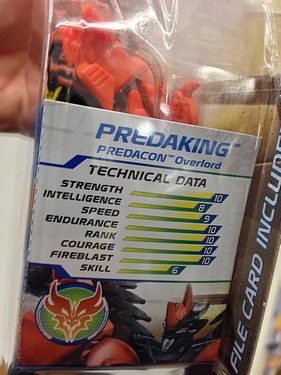 PREDAKING™
PREDACON™ Overlord
TECHNICAL DATA
STRENGTH 10
INTELLIGENCE 8
SPEED 9
ENDURANCE 10
RANK 10
COURAGE 10
FIREBLAST 10
SKILL 6
FILE CARD INCLUDE